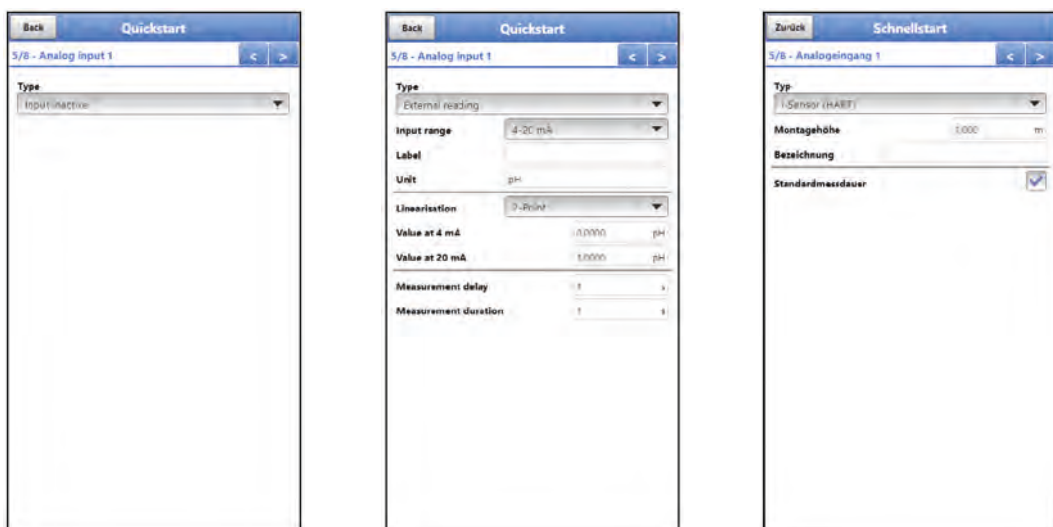 Back Quickstart
5/8 - Analog input 1 < >
Type
Input inactive
Back Quickstart
5/8 - Analog input 1 < >
Type
External reading
Input range 4-20 mA
Label
Unit pH
Linearisation 2-Point
Value at 4 mA 0.0000 pH
Value at 20 mA 1.0000 pH
Measurement delay 1 s
Measurement duration 1 s
Zurück Schnellstart
5/8 - Analogeingang 1 < >
Typ
i-Sensor (HART)
Montagehöhe 1.000 m
Bezeichnung
Standardmessdauer